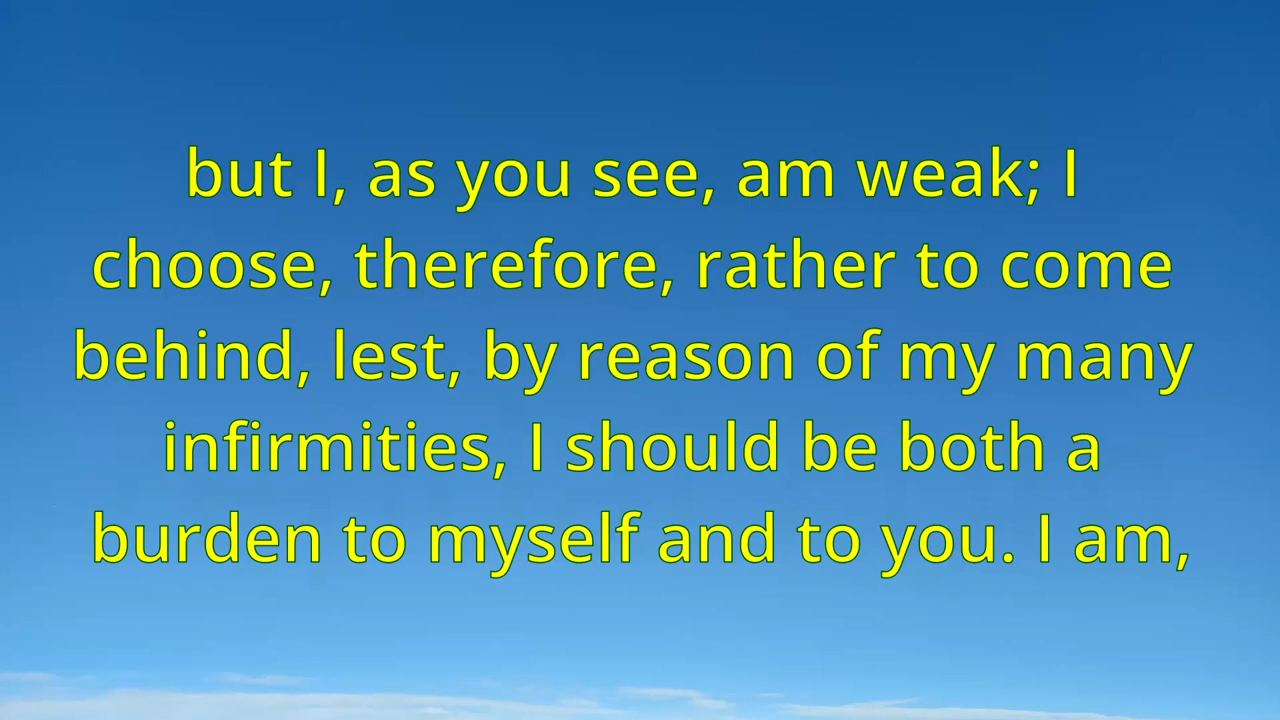 but I, as you see, am weak; I
choose, therefore, rather to come
behind, lest, by reason of my many
infirmities, I should be both a
burden to myself and to you. I am,